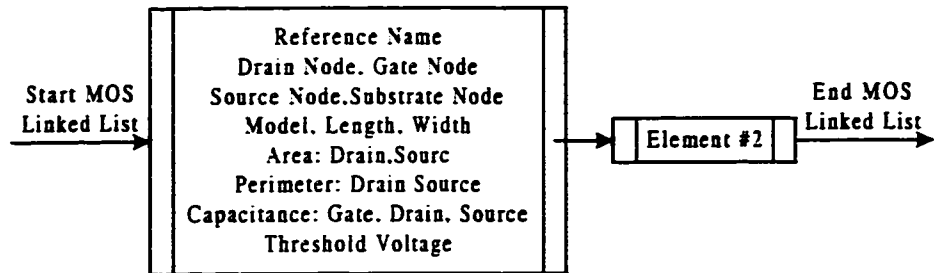 Start MOS
Linked List
Reference Name
Drain Node. Gate Node
Source Node.Substrate Node
Model. Length. Width
Area: Drain.Sourc
Perimeter: Drain Source
Capacitance: Gate. Drain. Source
Threshold Voltage
Element #2
End MOS
Linked List